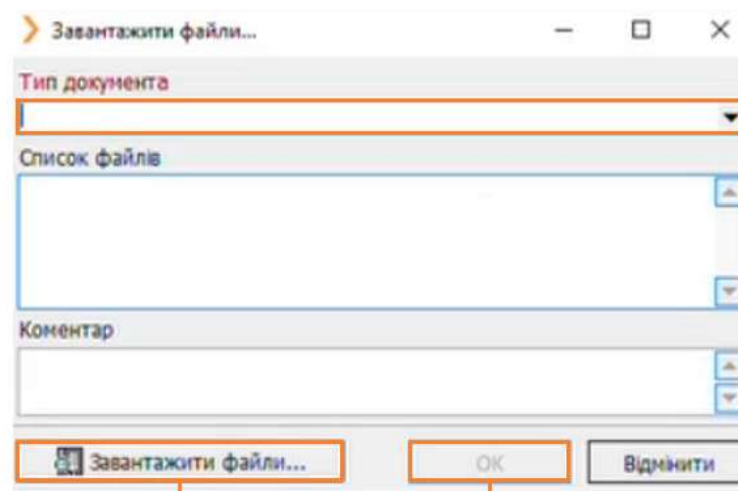 Завантажити файли...
Тип документа
Список файлів
Коментар
Завантажити файли...
OK
Відмінити